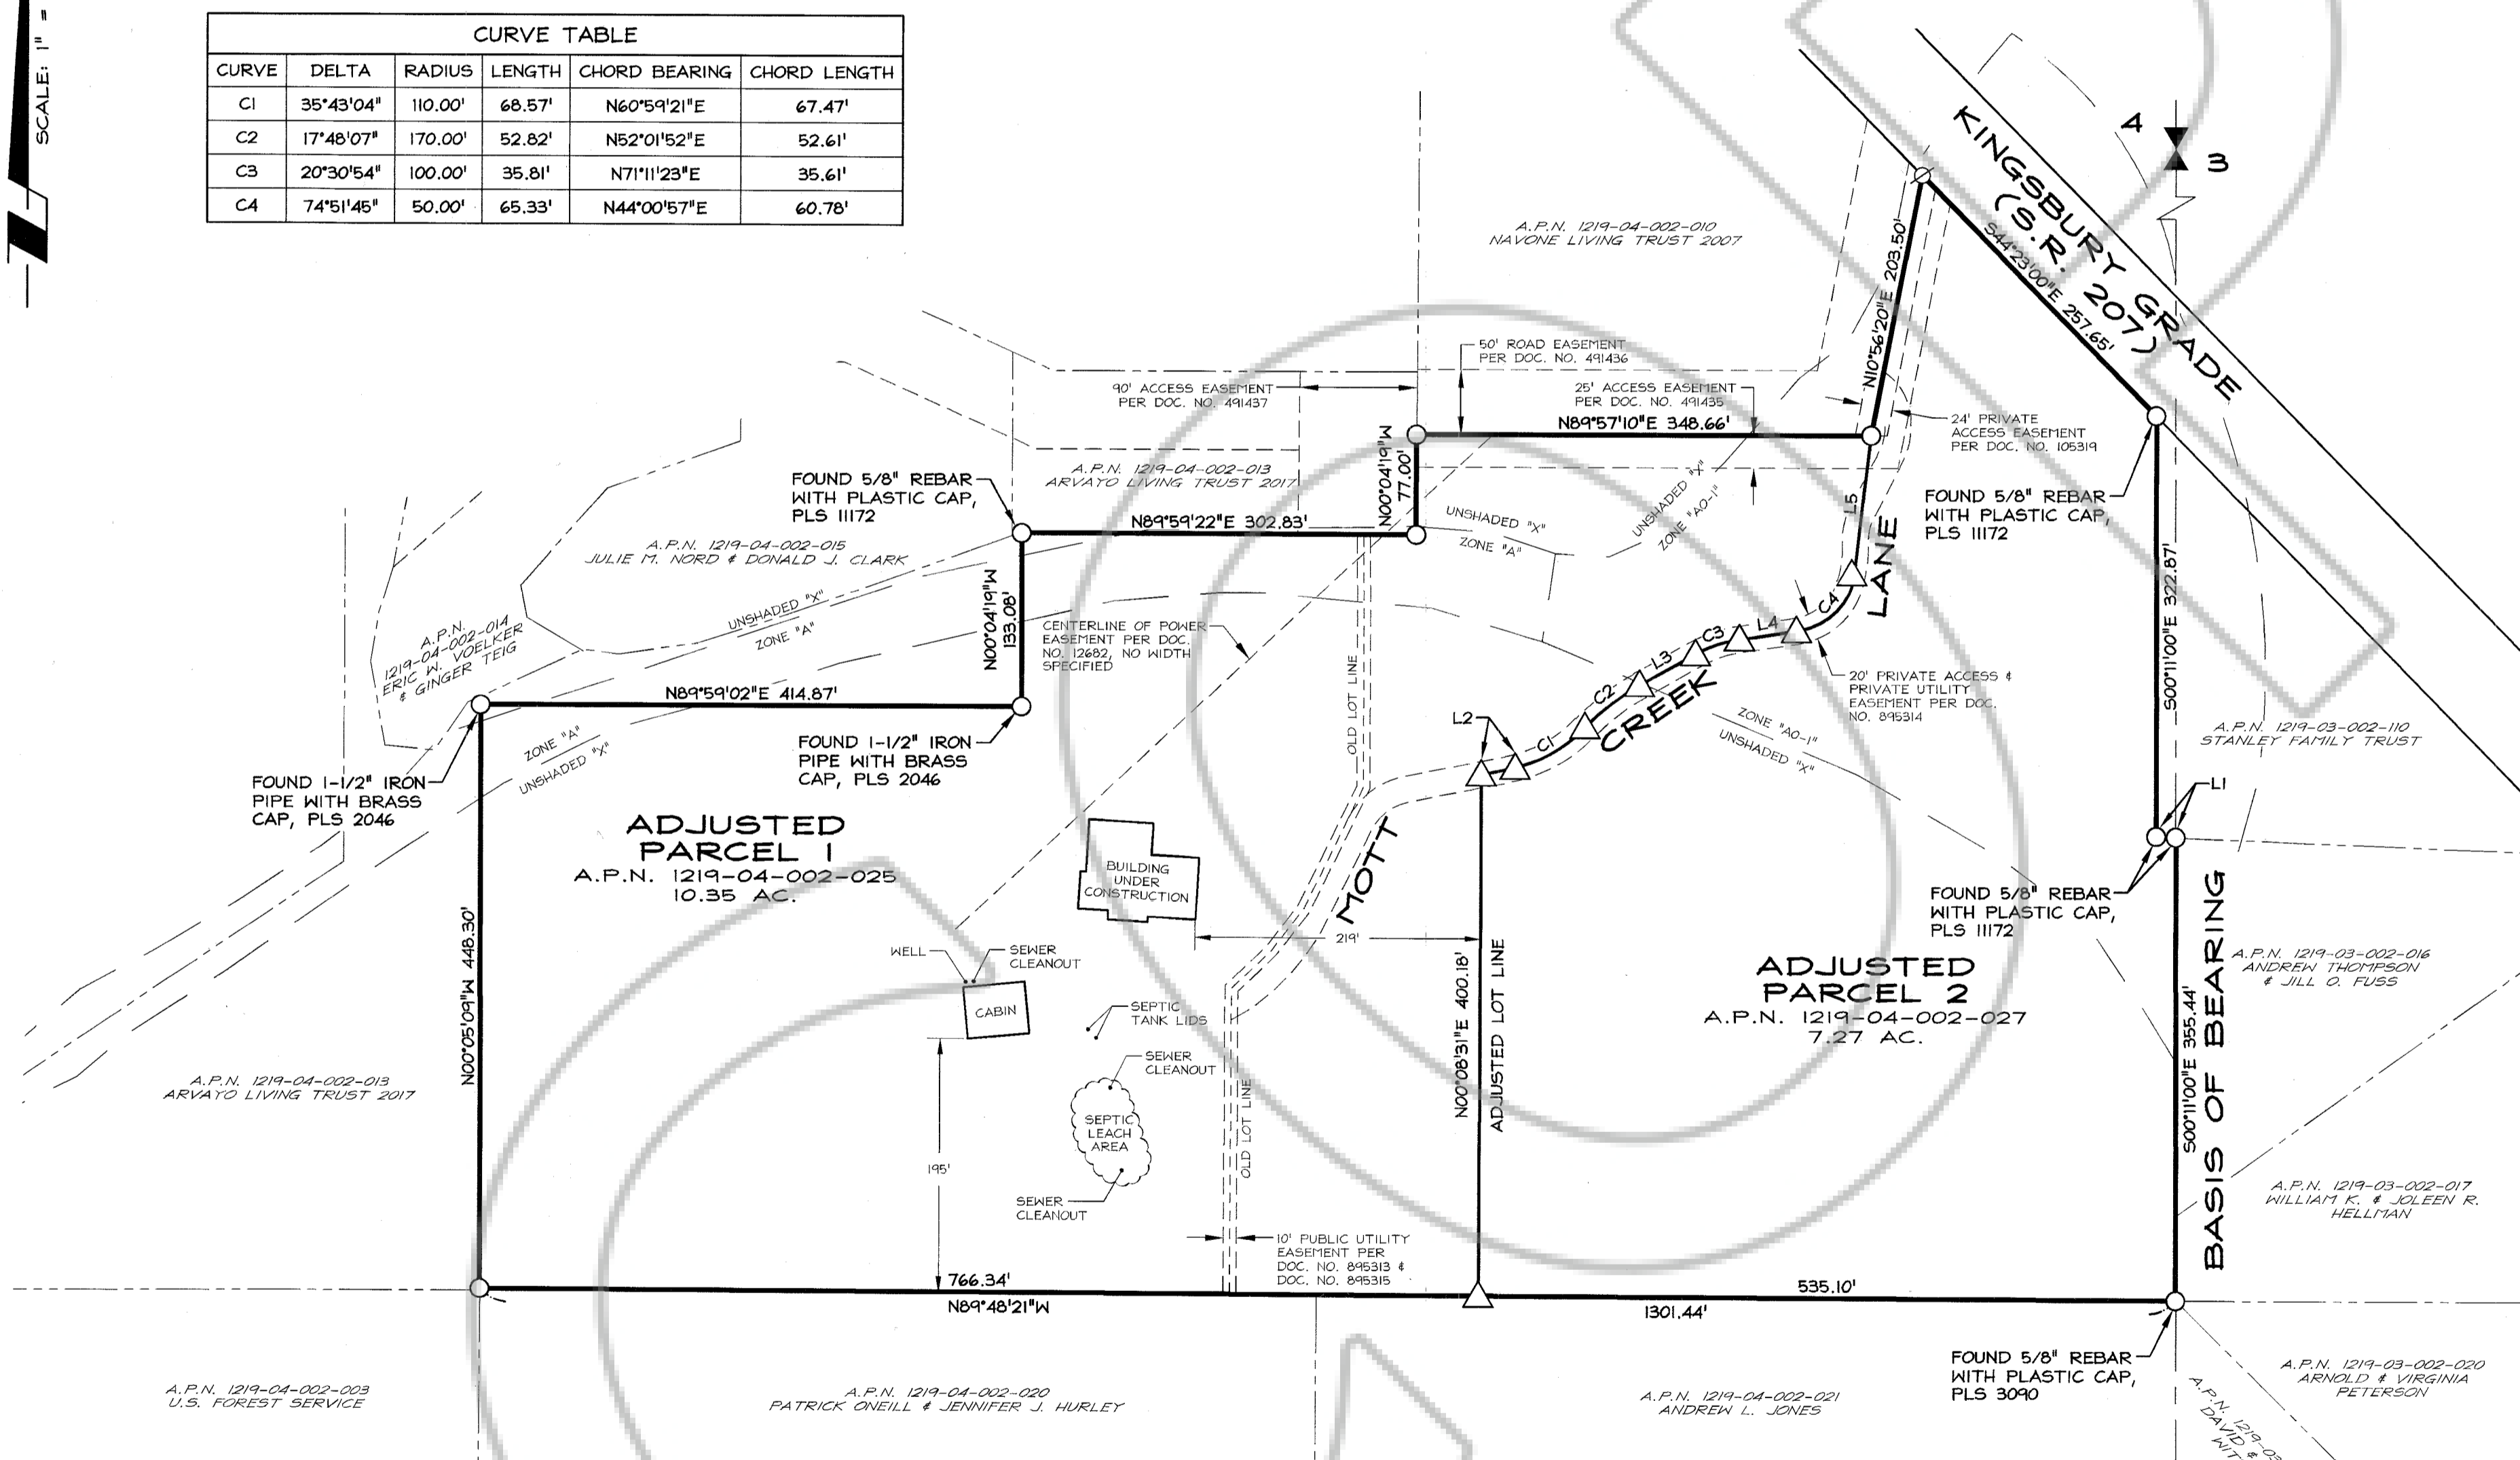 SCALE: 1" =
CURVE TABLE
CURVE DELTA RADIUS LENGTH CHORD BEARING CHORD LENGTH
C1 35°43'04" 110.00' 68.57' N60°59'21"E 67.47'
C2 17°48'07" 170.00' 52.82' N52°01'52"E 52.61'
C3 20°30'54" 100.00' 35.81' N71°11'23"E 35.61'
C4 74°51'45" 50.00' 65.33' N44°00'57"E 60.78'
4
3
KINGSBURY GRADE
(S.R. 207)
S44°23'00"E 257.65'
A.P.N. 1219-04-002-010
NAVONE LIVING TRUST 2007
N10°56'20"E 203.50'
50' ROAD EASEMENT
PER DOC. NO. 491436
90' ACCESS EASEMENT
PER DOC. NO. 491437
25' ACCESS EASEMENT
PER DOC. NO. 491435
N89°57'10"E 348.66'
24' PRIVATE
ACCESS EASEMENT
PER DOC. NO. 105319
N00°04'19"W
77.00'
A.P.N. 1219-04-002-013
ARVAYO LIVING TRUST 2017
FOUND 5/8" REBAR
WITH PLASTIC CAP,
PLS 11172
N89°59'22"E 302.83'
UNSHADED "X"
ZONE "A"
UNSHADED "X"
ZONE "AO-1"
L5
FOUND 5/8" REBAR
WITH PLASTIC CAP,
PLS 11172
A.P.N. 1219-04-002-015
JULIE M. NORD & DONALD J. CLARK
UNSHADED "X"
ZONE "A"
N00°04'19"W
133.08'
A.P.N.
1219-04-002-014
ERIC W. VOELKER
& GINGER TEIG
CENTERLINE OF POWER
EASEMENT PER DOC.
NO. 12682, NO WIDTH
SPECIFIED
OLD LOT LINE
S00°11'00"E 322.87'
LANE
C4
L4
C3
L3
C2
C1
L2
CREEK
MOTT
20' PRIVATE ACCESS &
PRIVATE UTILITY
EASEMENT PER DOC.
NO. 895314
ZONE "AO-1"
UNSHADED "X"
A.P.N. 1219-03-002-110
STANLEY FAMILY TRUST
N89°59'02"E 414.87'
ZONE "A"
UNSHADED "X"
FOUND 1-1/2" IRON
PIPE WITH BRASS
CAP, PLS 2046
FOUND 1-1/2" IRON
PIPE WITH BRASS
CAP, PLS 2046
L1
ADJUSTED
PARCEL 1
A.P.N. 1219-04-002-025
10.35 AC.
BUILDING
UNDER
CONSTRUCTION
FOUND 5/8" REBAR
WITH PLASTIC CAP,
PLS 11172
219'
N00°05'09"W 448.30'
WELL
SEWER
CLEANOUT
CABIN
SEPTIC
TANK LIDS
SEWER
CLEANOUT
SEPTIC
LEACH
AREA
SEWER
CLEANOUT
195'
OLD LOT LINE
N00°08'31"E 400.18'
ADJUSTED LOT LINE
ADJUSTED
PARCEL 2
A.P.N. 1219-04-002-027
7.27 AC.
S00°11'00"E 355.44'
BASIS OF BEARING
A.P.N. 1219-03-002-016
ANDREW THOMPSON
& JILL O. FUSS
A.P.N. 1219-04-002-013
ARVAYO LIVING TRUST 2017
A.P.N. 1219-03-002-017
WILLIAM K. & JOLEEN R.
HELLMAN
10' PUBLIC UTILITY
EASEMENT PER
DOC. NO. 895313 &
DOC. NO. 895315
766.34'
N89°48'21"W
535.10'
1301.44'
FOUND 5/8" REBAR
WITH PLASTIC CAP,
PLS 3090
A.P.N. 1219-04-002-003
U.S. FOREST SERVICE
A.P.N. 1219-04-002-020
PATRICK ONEILL & JENNIFER J. HURLEY
A.P.N. 1219-04-002-021
ANDREW L. JONES
A.P.N. 1219-03-002-020
ARNOLD & VIRGINIA
PETERSON
A.P.N. 1219-03
DAVID &
WIT